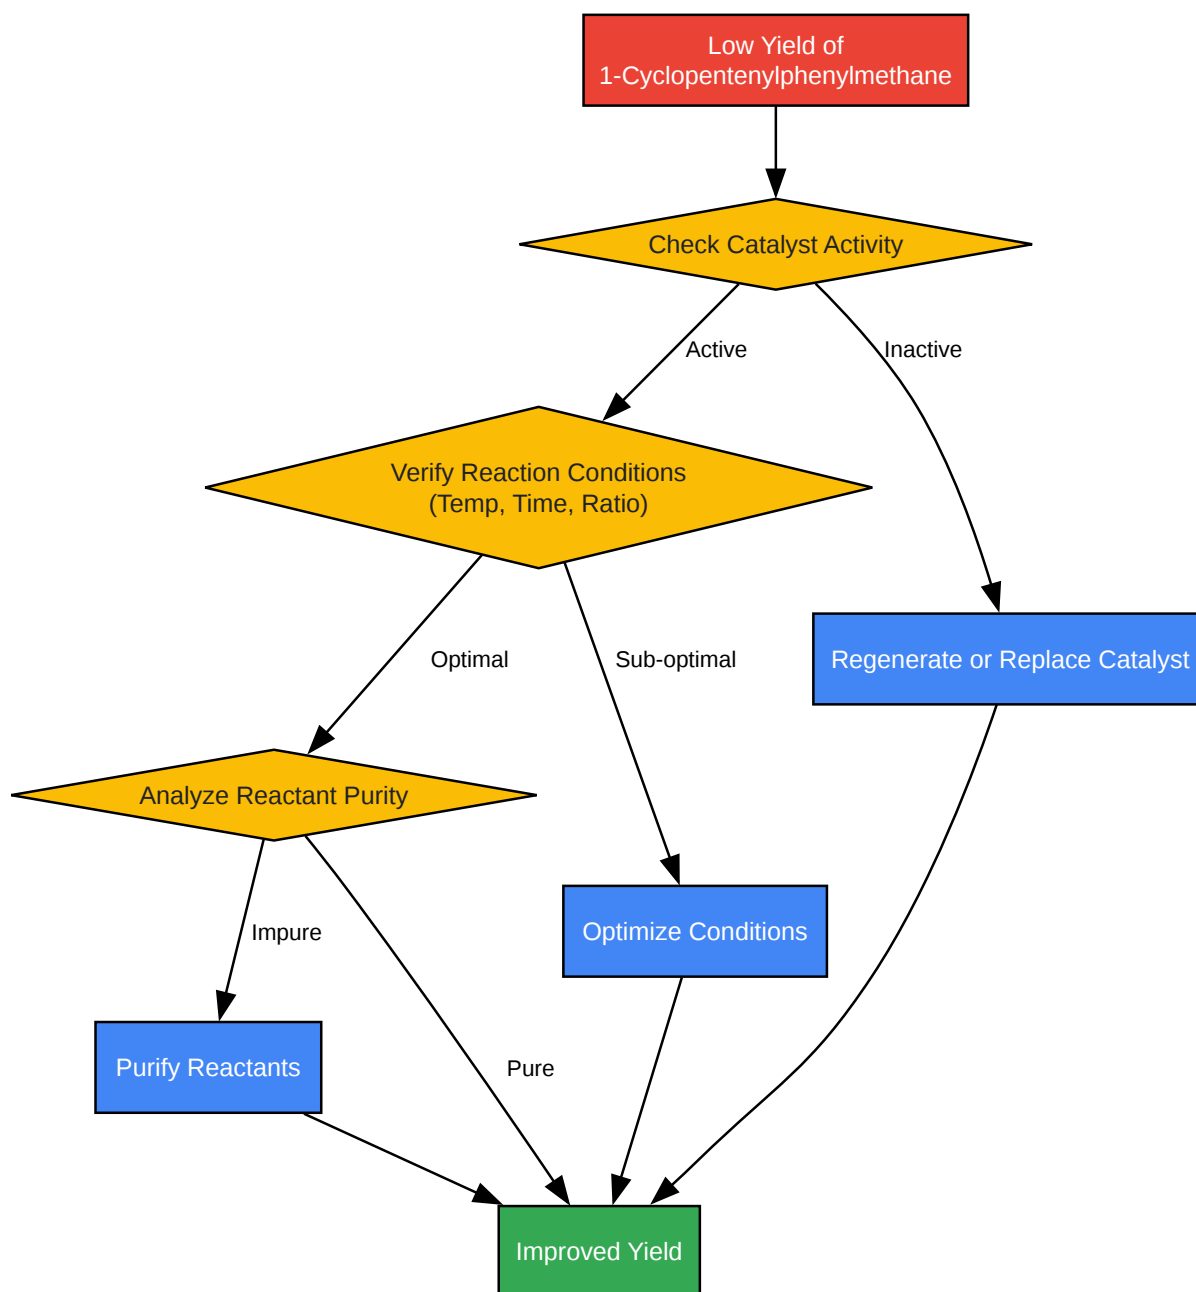 Low Yield of
1-Cyclopentenylphenylmethane
Check Catalyst Activity
Active
Inactive
Verify Reaction Conditions
(Temp, Time, Ratio)
Optimal
Sub-optimal
Regenerate or Replace Catalyst
Analyze Reactant Purity
Impure
Optimize Conditions
Purify Reactants
Pure
Improved Yield